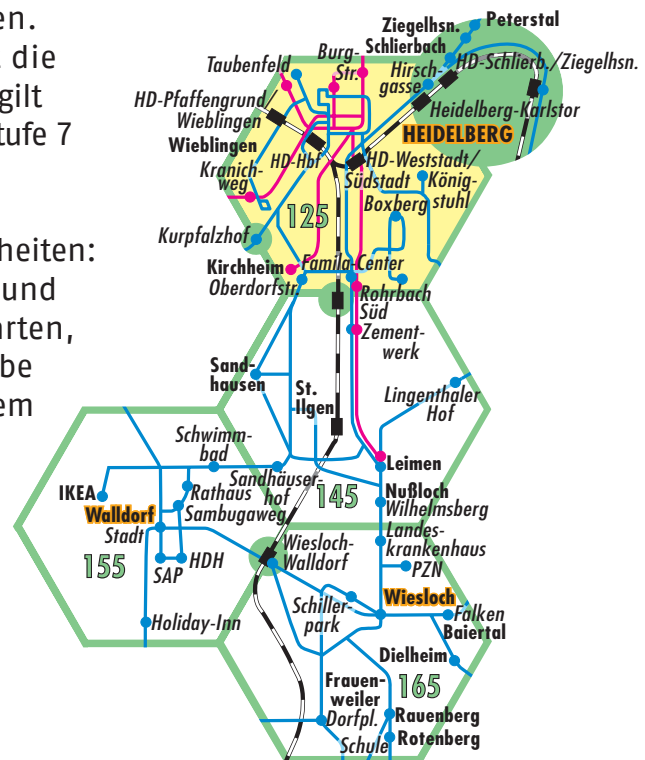 en.
die
gilt
tufe 7
heiten:
und
arten,
be
em
Ziegelhsn.
Peterstal
Burg-
Str.
Schlierbach
Taubenfeld
Hirsch-
gasse
HD-Schlierb./Ziegelhsn.
HD-Pfaffengrund/
Wieblingen
Heidelberg-Karlstor
HEIDELBERG
Wieblingen
HD-Hbf
HD-Weststadt/
Südstadt
Kranich-
weg
König-
stuhl
Boxberg
125
Kurpfalzhof
Kirchheim
Oberdorfstr.
Famila-Center
Rohrbach
Süd
Zement-
werk
Sand-
hausen
St.
Ilgen
Lingenthaler
Hof
Schwimm-
bad
Leimen
Sandhäuser-
hof
IKEA
Rathaus
145
Nußloch
Wilhelmsberg
Walldorf
Stadt
Sambugaweg
Landes-
krankenhaus
155
SAP
HDH
Wiesloch-
Walldorf
PZN
Wiesloch
Schiller-
park
Falken
Baiertal
Holiday-Inn
Dielheim
Frauen-
weiler
Dorfpl.
165
Rauenberg
Schule
Rotenberg